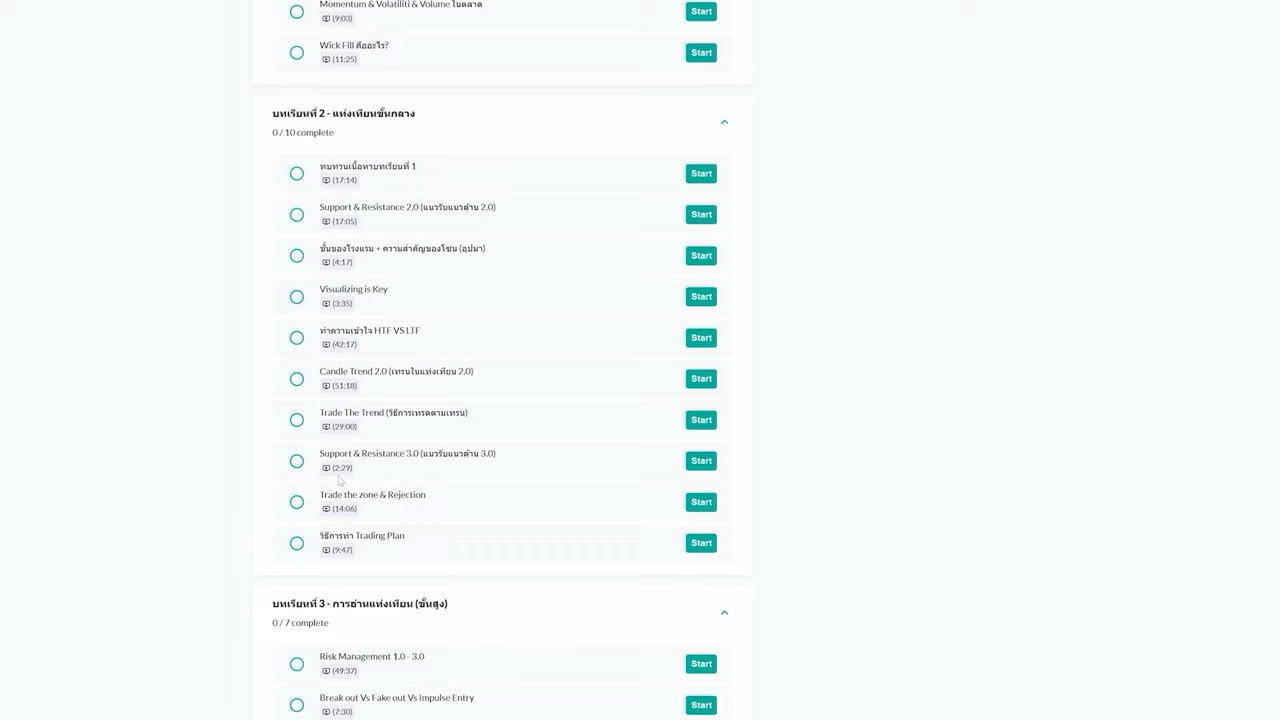 Momentum & Volatiliti & Volume ในตลาด
(9:03)
Start
Wick Fill คืออะไร?
(11:25)
Start
บทเรียนที่ 2 - แท่งเทียนขั้นกลาง
0 / 10 complete
ทบทวนเนื้อหาบทเรียนที่ 1
(17:14)
Start
Support & Resistance 2.0 (แนวรับแนวต้าน 2.0)
(17:05)
Start
ชั้นของโรงแรม + ความสำคัญของโซน (อุปมา)
(4:17)
Start
Visualizing is Key
(3:35)
Start
ทำความเข้าใจ HTF VS LTF
(42:17)
Start
Candle Trend 2.0 (เทรนในแท่งเทียน 2.0)
(51:18)
Start
Trade The Trend (วิธีการเทรดตามเทรน)
(29:00)
Start
Support & Resistance 3.0 (แนวรับแนวต้าน 3.0)
(2:29)
Start
Trade the zone & Rejection
(14:06)
Start
วิธีการทำ Trading Plan
(9:47)
Start
บทเรียนที่ 3 - การอ่านแท่งเทียน (ขั้นสูง)
0 / 7 complete
Risk Management 1.0 - 3.0
(49:37)
Start
Break out Vs Fake out Vs Impulse Entry
(7:30)
Start